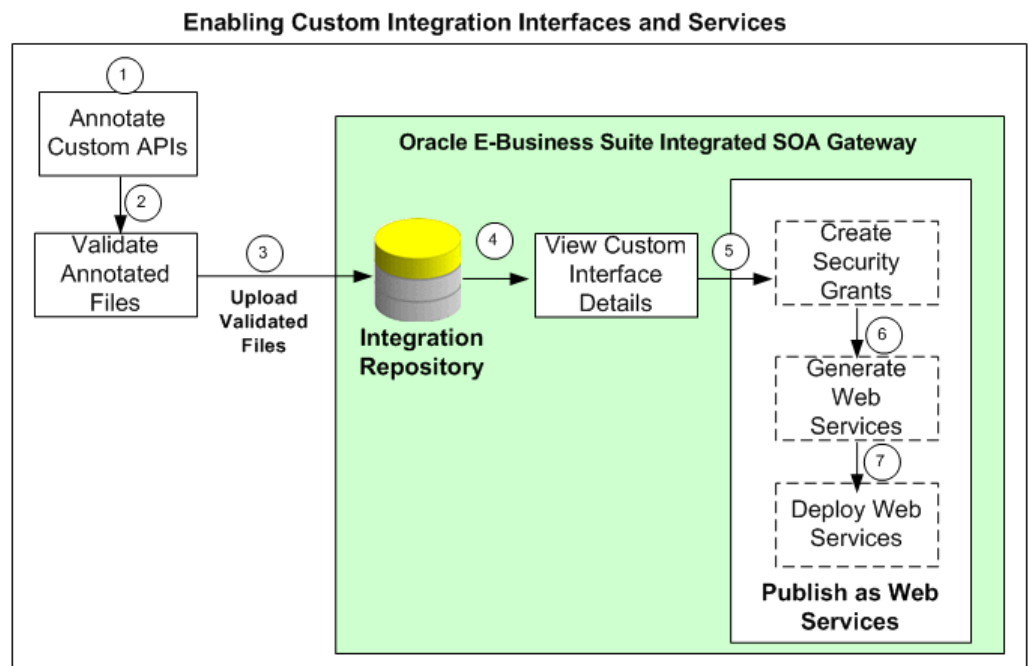 Enabling Custom Integration Interfaces and Services
1
Annotate
Custom APIs
2
Validate
Annotated
Files
3
Upload
Validated
Files
Oracle E-Business Suite Integrated SOA Gateway
Integration
Repository
4
View Custom
Interface
Details
5
Create
Security
Grants
6
Generate
Web
Services
7
Deploy Web
Services
Publish as Web
Services